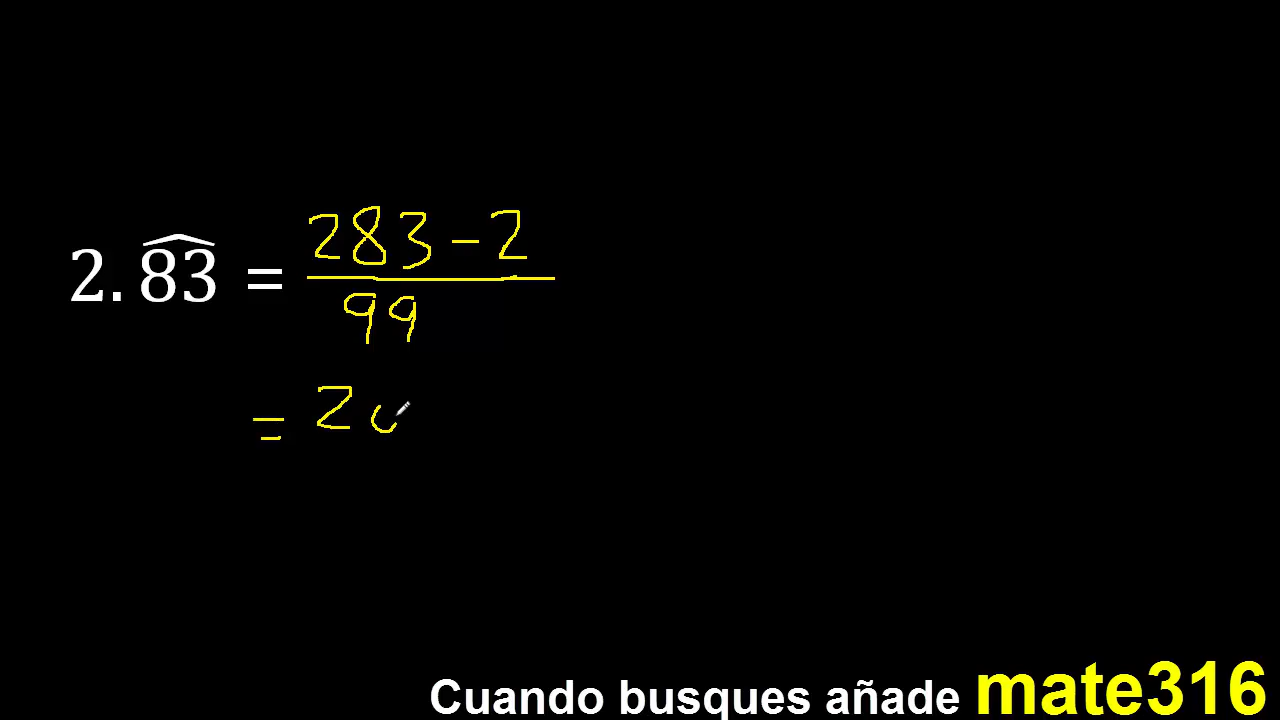 283-2
2.83 =
99
= 2
Cuando busques añade mate316